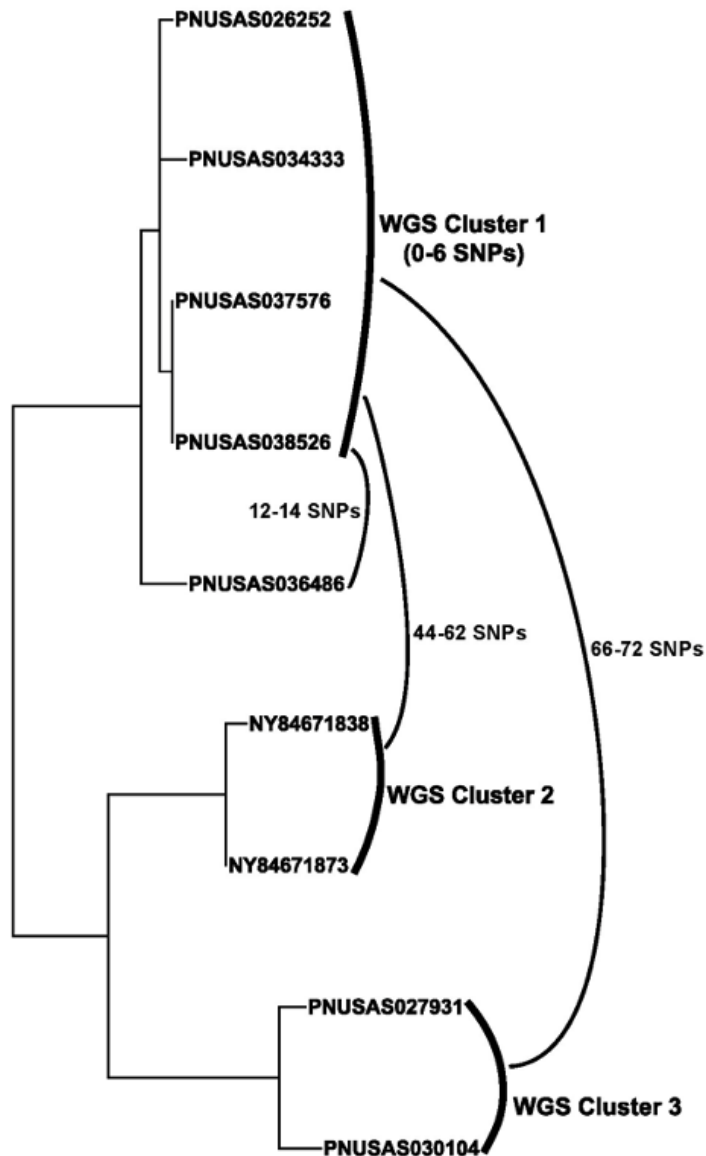 PNUSAS026252
PNUSAS034333
WGS Cluster 1
(0-6 SNPs)
PNUSAS037576
PNUSAS038526
12-14 SNPs
PNUSAS036486
44-62 SNPs
66-72 SNPs
NY84671838
WGS Cluster 2
NY84671873
PNUSAS027931
WGS Cluster 3
PNUSAS030104